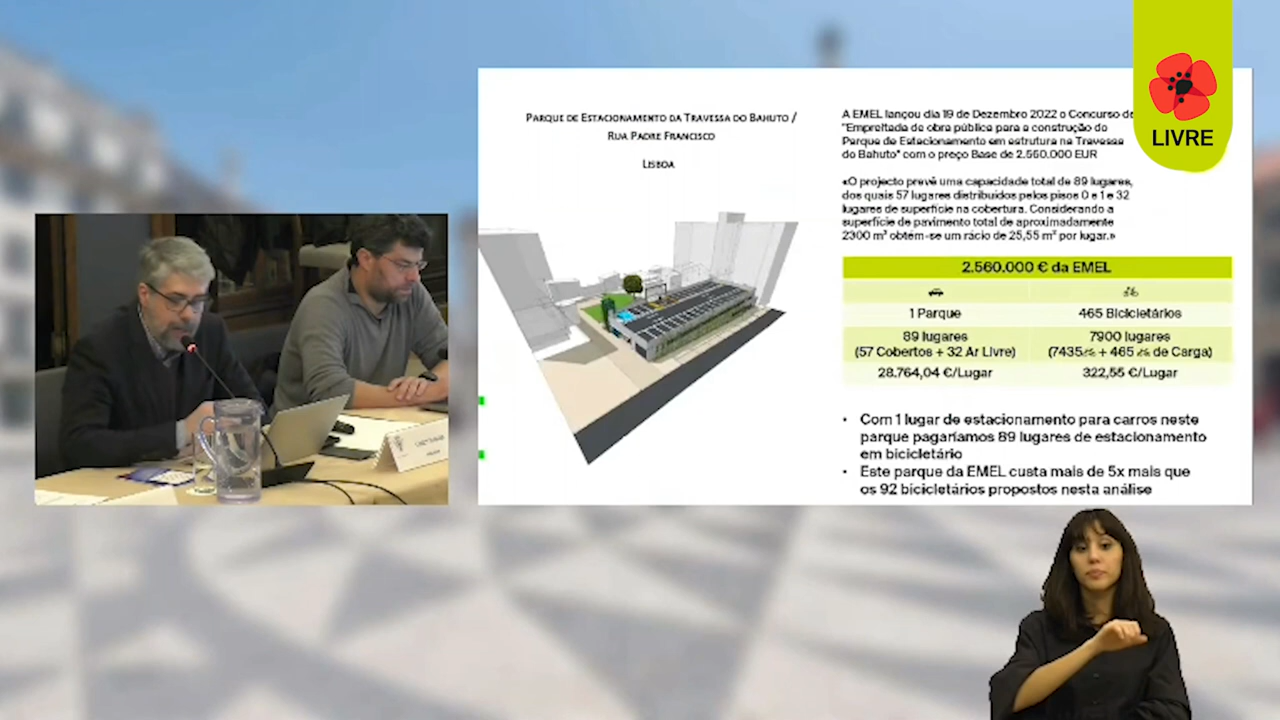 PARQUE DE ESTACIONAMENTO DA TRAVESSA DO BAHUTO /
RUA PADRE FRANCISCO
LISBOA
A EMEL lançou dia 19 de Dezembro 2022 o Concurso de
"Empreitada de obra pública para a construção do
Parque de Estacionamento em estrutura na Travessa
do Bahuto" com o preço Base de 2.560.000 EUR
«O projecto prevê uma capacidade total de 89 lugares,
dos quais 57 lugares distribuidos pelos pisos 0 e 1 e 32
lugares de superfície na cobertura. Considerando a
superfície de pavimento total de aproximadamente
2300 m² obtém-se um rácio de 25,55 m² por lugar.»
2.560.000 € da EMEL
1 Parque
465 Bicicletários
89 lugares
(57 Cobertos + 32 Ar Livre)
7900 lugares
(7435 + 465 de Carga)
28.764,04 €/Lugar
322,55 €/Lugar
• Com 1 lugar de estacionamento para carros neste
parque pagaríamos 89 lugares de estacionamento
em bicicletário
• Este parque da EMEL custa mais de 5x mais que
os 92 bicicletários propostos nesta análise
LIVRE